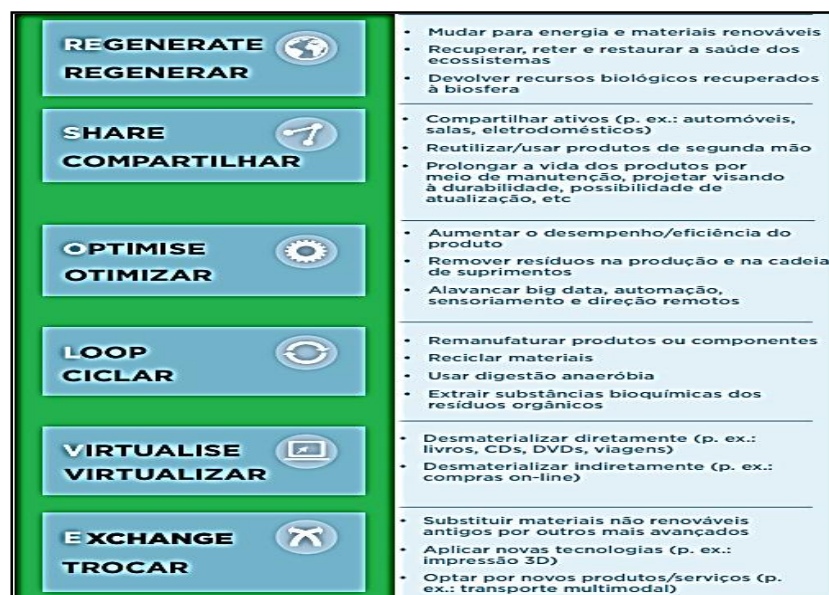 REGENERATE
REGENERAR
• Mudar para energia e materiais renováveis
• Recuperar, reter e restaurar a saúde dos
ecossistemas
• Devolver recursos biológicos recuperados
à biosfera
SHARE
COMPARTILHAR
• Compartilhar ativos (p. ex.: automóveis,
salas, eletrodomésticos)
• Reutilizar/usar produtos de segunda mão
• Prolongar a vida dos produtos por
meio de manutenção, projetar visando
à durabilidade, possibilidade de
atualização, etc
OPTIMISE
OTIMIZAR
• Aumentar o desempenho/eficiência do
produto
• Remover resíduos na produção e na cadeia
de suprimentos
• Alavancar big data, automação,
sensoriamento e direção remotos
LOOP
CICLAR
• Remanufaturar produtos ou componentes
• Reciclar materiais
• Usar digestão anaeróbia
• Extrair substâncias bioquímicas dos
resíduos orgânicos
VIRTUALISE
VIRTUALIZAR
• Desmaterializar diretamente (p. ex.:
livros, CDs, DVDs, viagens)
• Desmaterializar indiretamente (p. ex.:
compras on-line)
EXCHANGE
TROCAR
• Substituir materiais não renováveis
antigos por outros mais avançados
• Aplicar novas tecnologias (p. ex.:
impressão 3D)
• Optar por novos produtos/serviços (p.
ex.: transporte multimodal)